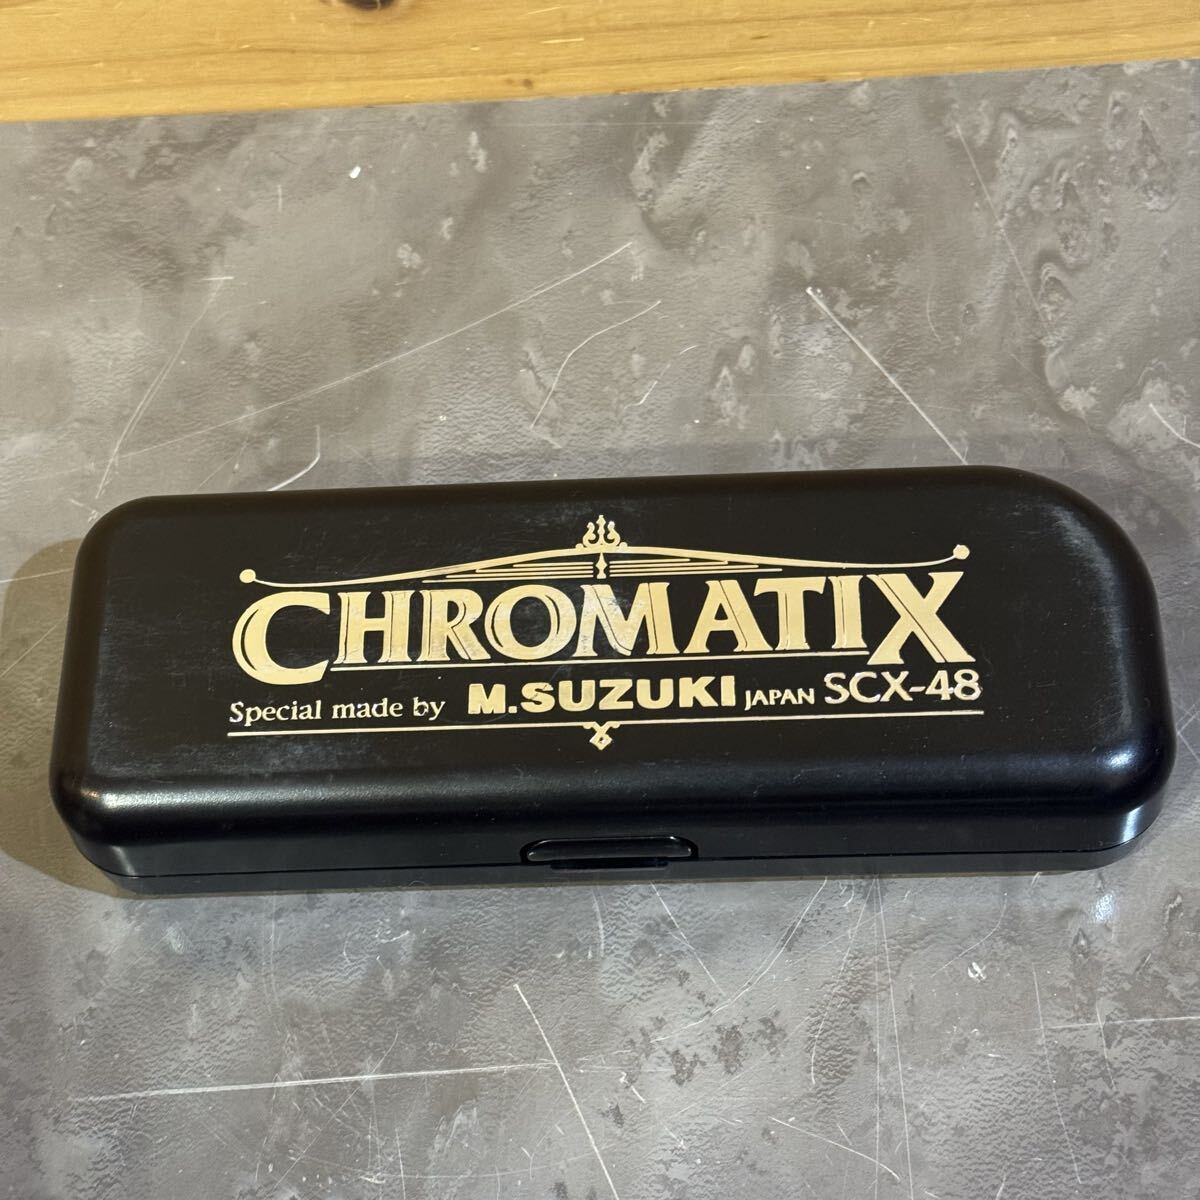 CHROMATIX
Special made by M.SUZUKI JAPAN SCX-48